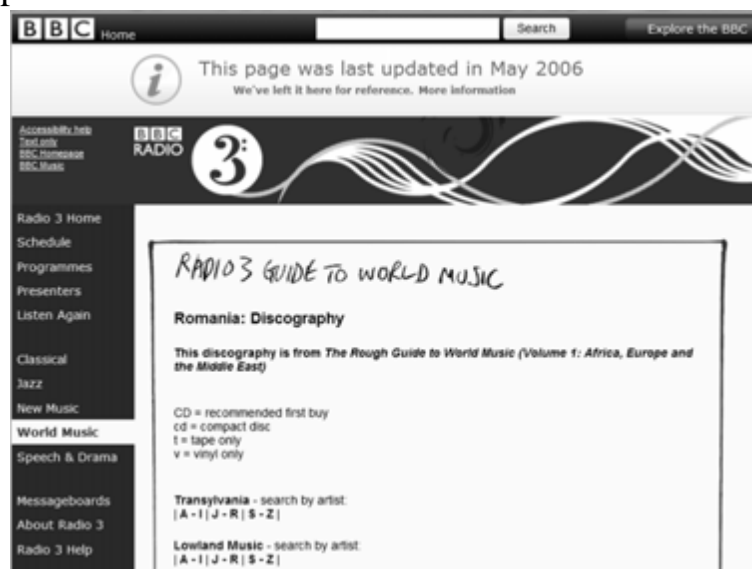 BBC Home Search Explore the BBC
This page was last updated in May 2006
We've left it here for reference. More information
Accessibility help
Text only
BBC Homepage
BBC Music
BBC
RADIO 3
Radio 3 Home
Schedule
Programmes
Presenters
Listen Again
Classical
Jazz
New Music
World Music
Speech & Drama
Messageboards
About Radio 3
Radio 3 Help
RADIO 3 GUIDE TO WORLD MUSIC
Romania: Discography
This discography is from The Rough Guide to World Music (Volume 1: Africa, Europe and
the Middle East)
CD = recommended first buy
cd = compact disc
t = tape only
v = vinyl only
Transylvania - search by artist:
| A - I | J - R | S - Z |
Lowland Music - search by artist:
| A - I | J - R | S - Z |